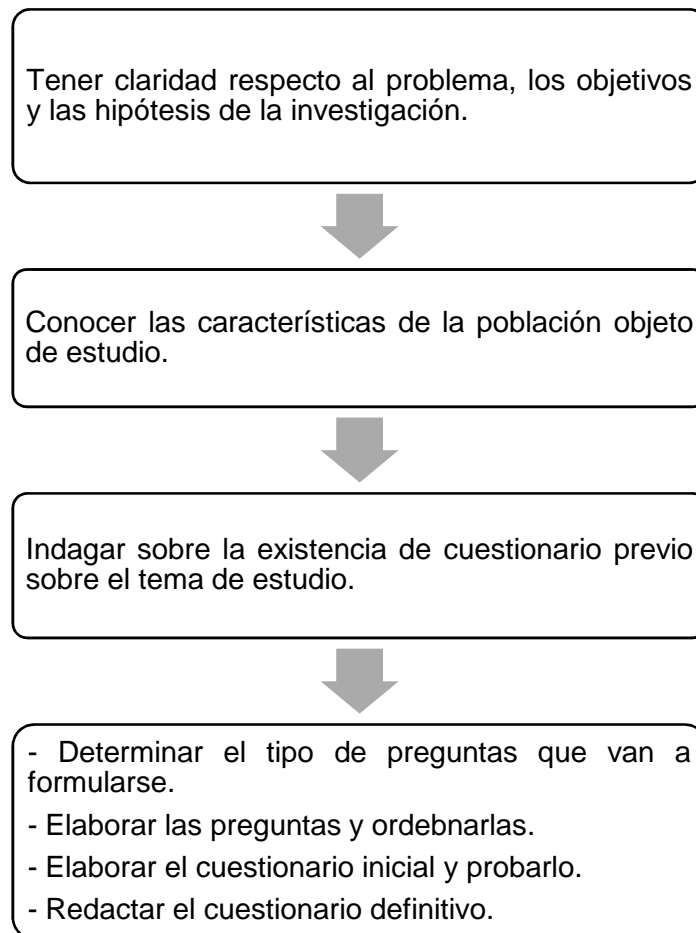 Tener claridad respecto al problema, los objetivos
y las hipótesis de la investigación.
Conocer las características de la población objeto
de estudio.
Indagar sobre la existencia de cuestionario previo
sobre el tema de estudio.
- Determinar el tipo de preguntas que van a
formularse.
- Elaborar las preguntas y ordebnarlas.
- Elaborar el cuestionario inicial y probarlo.
- Redactar el cuestionario definitivo.